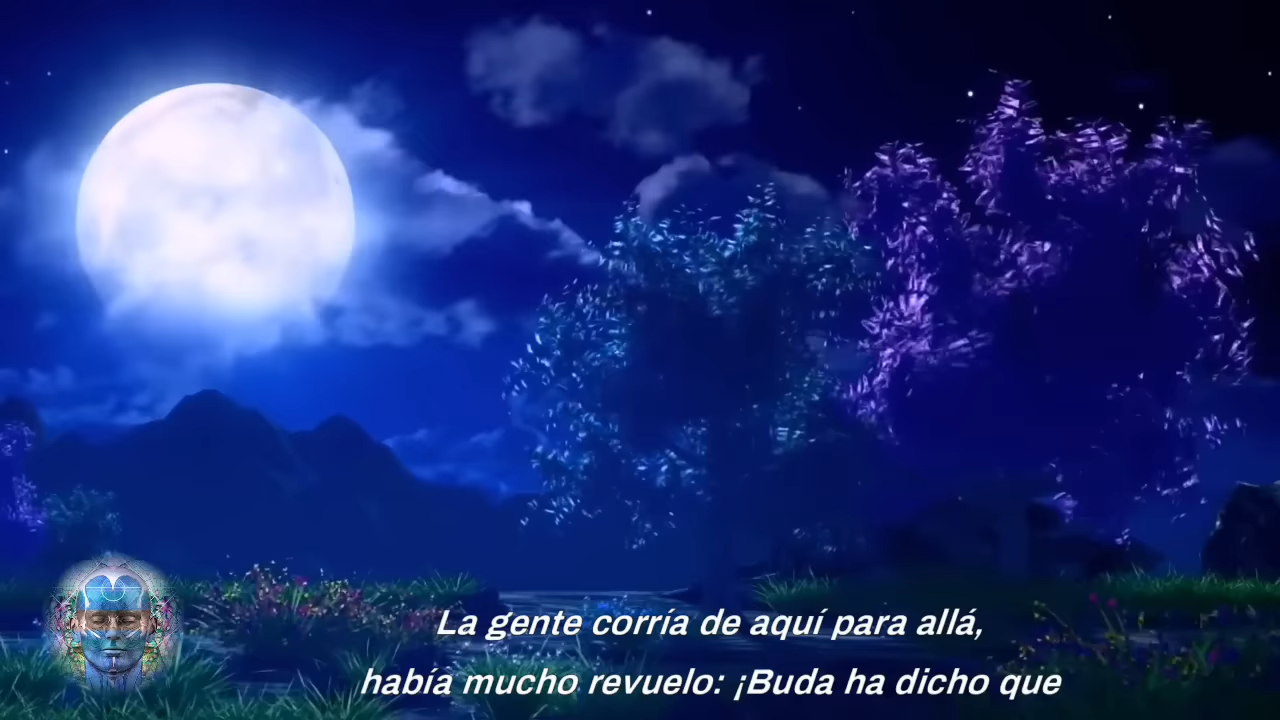 La gente corría de aquí para allá,
había mucho revuelo: ¡Buda ha dicho que